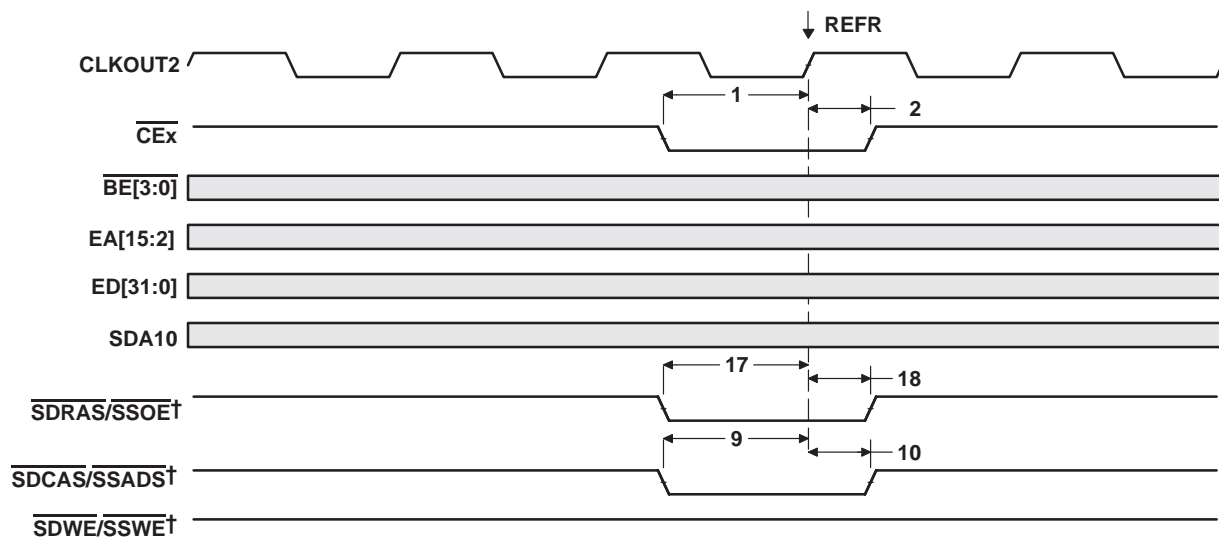 REFR
CLKOUT2
1
2
CEx
BE[3:0]
EA[15:2]
ED[31:0]
SDA10
17
18
SDRAS/SSOE†
9
10
SDCAS/SSADS†
SDWE/SSWE†